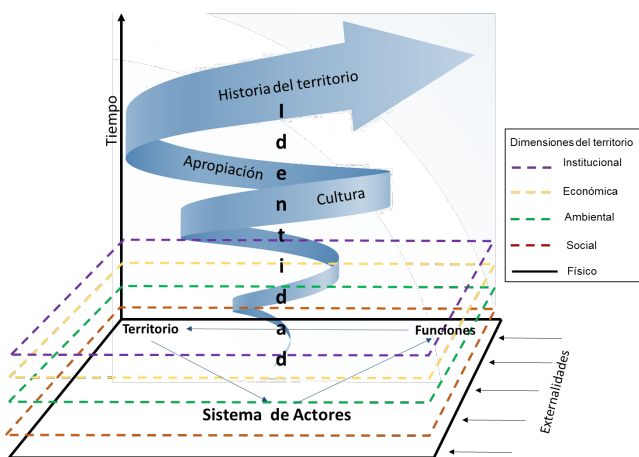 Tiempo
Historia del territorio
Identidad
Apropiación
Cultura
Dimensiones del territorio
Institucional
Económica
Ambiental
Social
Físico
Territorio
Funciones
Sistema de Actores
Externalidades